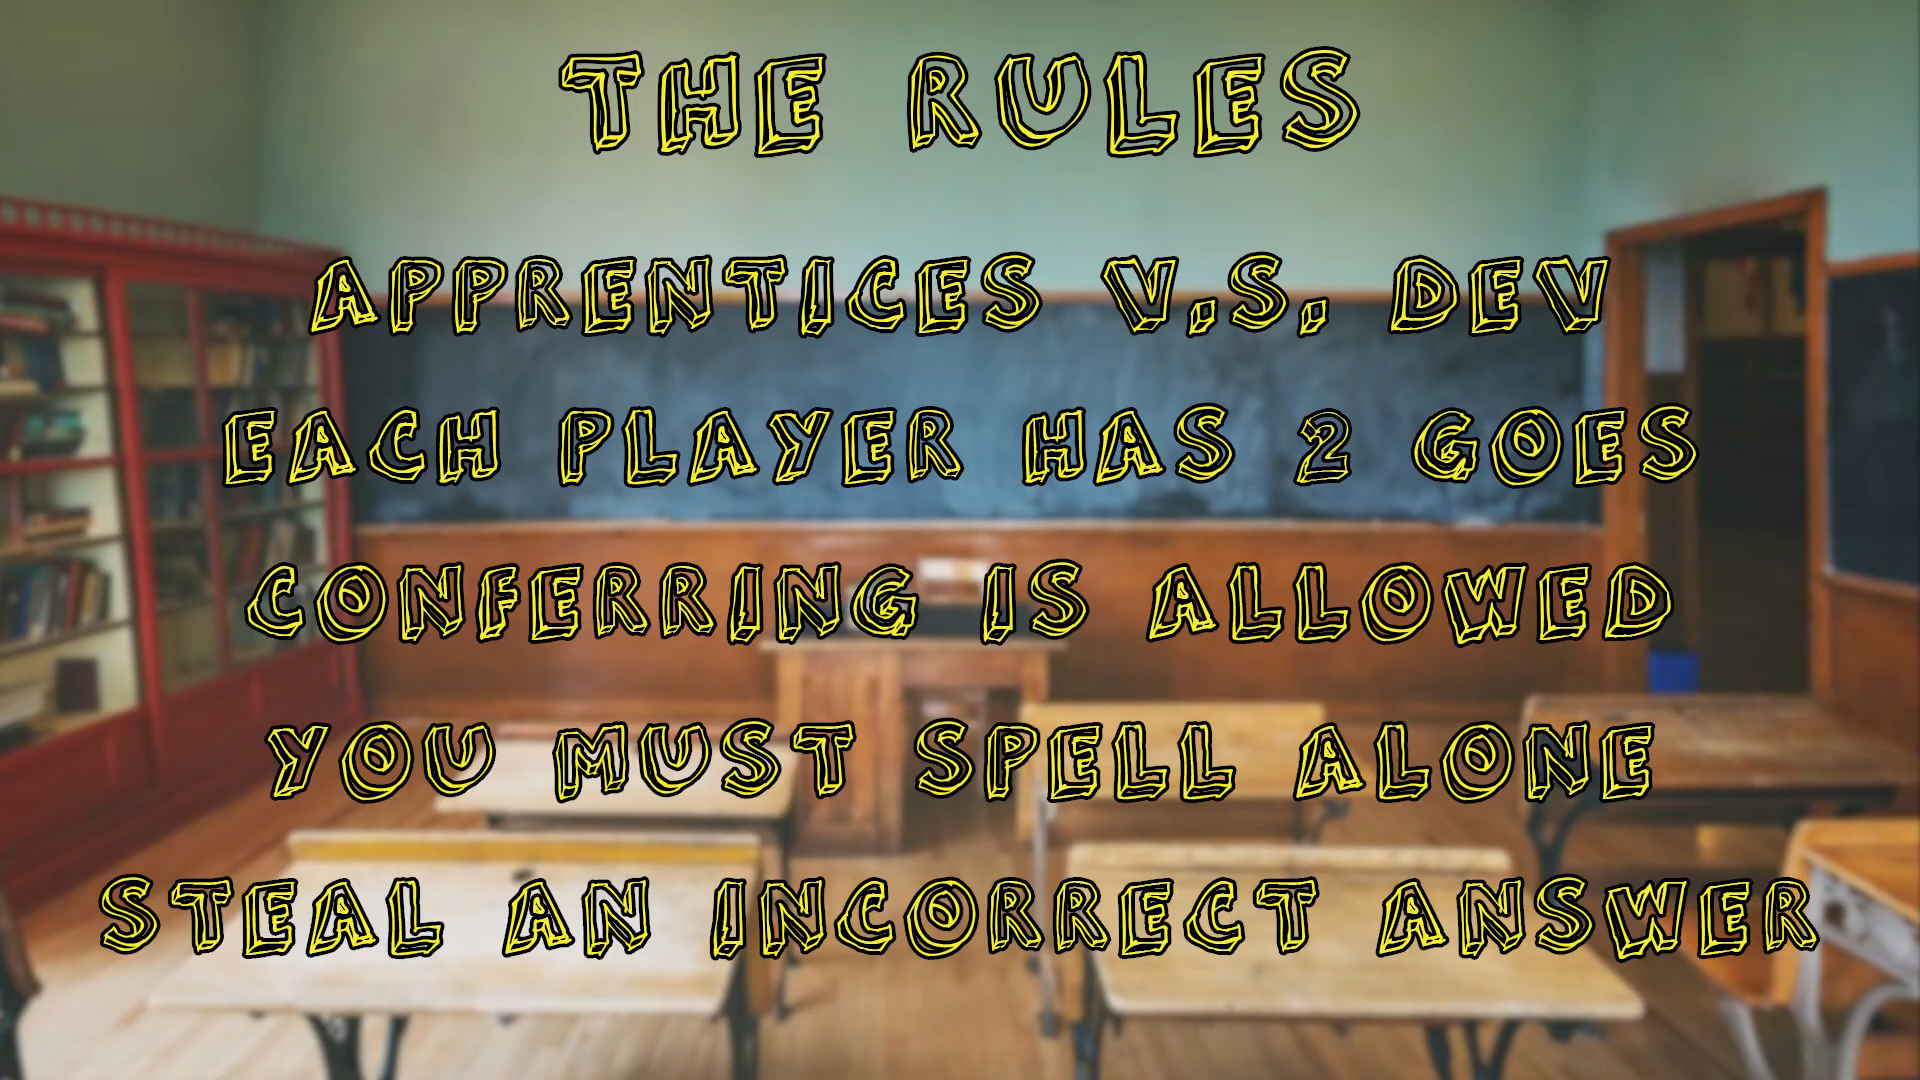 THE RULES
APPRENTICES V.S. DEV
EACH PLAYER HAS 2 GOES
CONFERRING IS ALLOWED
YOU MUST SPELL ALONE
STEAL AN INCORRECT ANSWER